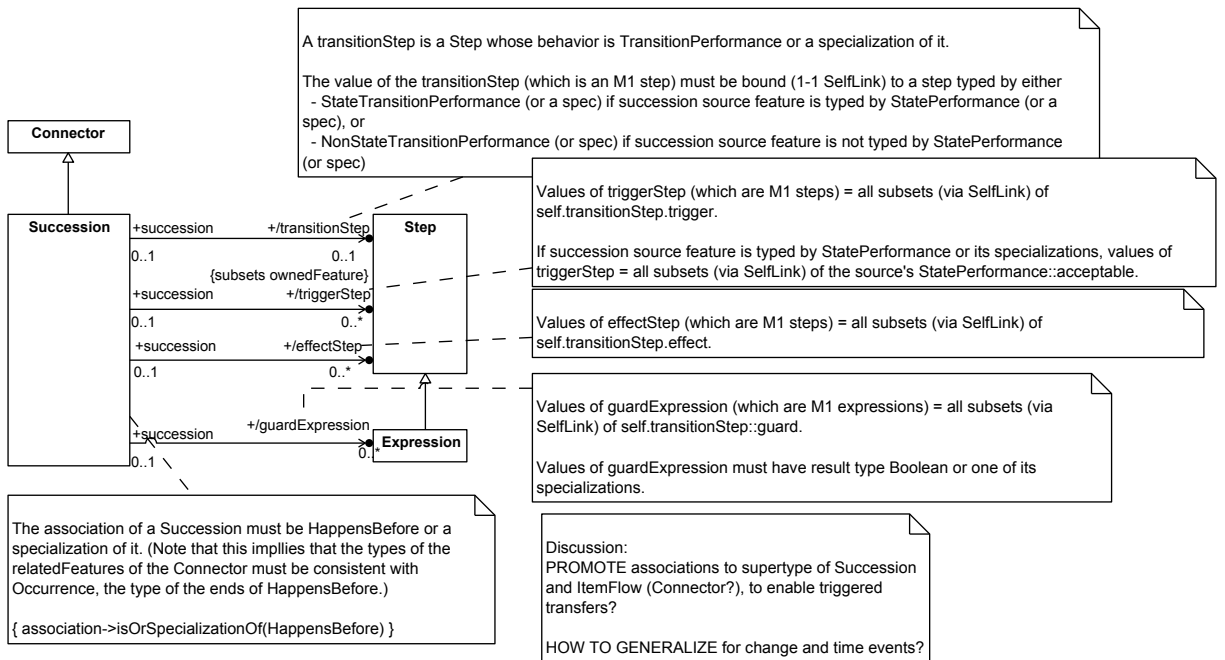 A transitionStep is a Step whose behavior is TransitionPerformance or a specialization of it.
The value of the transitionStep (which is an M1 step) must be bound (1-1 SelfLink) to a step typed by either
- StateTransitionPerformance (or a spec) if succession source feature is typed by StatePerformance (or a
spec), or
- NonStateTransitionPerformance (or spec) if succession source feature is not typed by StatePerformance
(or spec)
Connector
Values of triggerStep (which are M1 steps) = all subsets (via SelfLink) of
self.transitionStep.trigger.
If succession source feature is typed by StatePerformance or its specializations, values of
triggerStep = all subsets (via SelfLink) of the source's StatePerformance::acceptable.
Succession
Step
+succession
+/transitionStep
0..1
0..1
{subsets ownedFeature}
+succession
+/triggerStep
0..1
0..*
+succession
+/effectStep
0..1
0..*
Values of effectStep (which are M1 steps) = all subsets (via SelfLink) of
self.transitionStep.effect.
+succession
+/guardExpression
0..1
0..*
Expression
Values of guardExpression (which are M1 expressions) = all subsets (via
SelfLink) of self.transitionStep::guard.
Values of guardExpression must have result type Boolean or one of its
specializations.
The association of a Succession must be HappensBefore or a
specialization of it. (Note that this impllies that the types of the
relatedFeatures of the Connector must be consistent with
Occurrence, the type of the ends of HappensBefore.)
{ association->isOrSpecializationOf(HappensBefore) }
Discussion:
PROMOTE associations to supertype of Succession
and ItemFlow (Connector?), to enable triggered
transfers?
HOW TO GENERALIZE for change and time events?